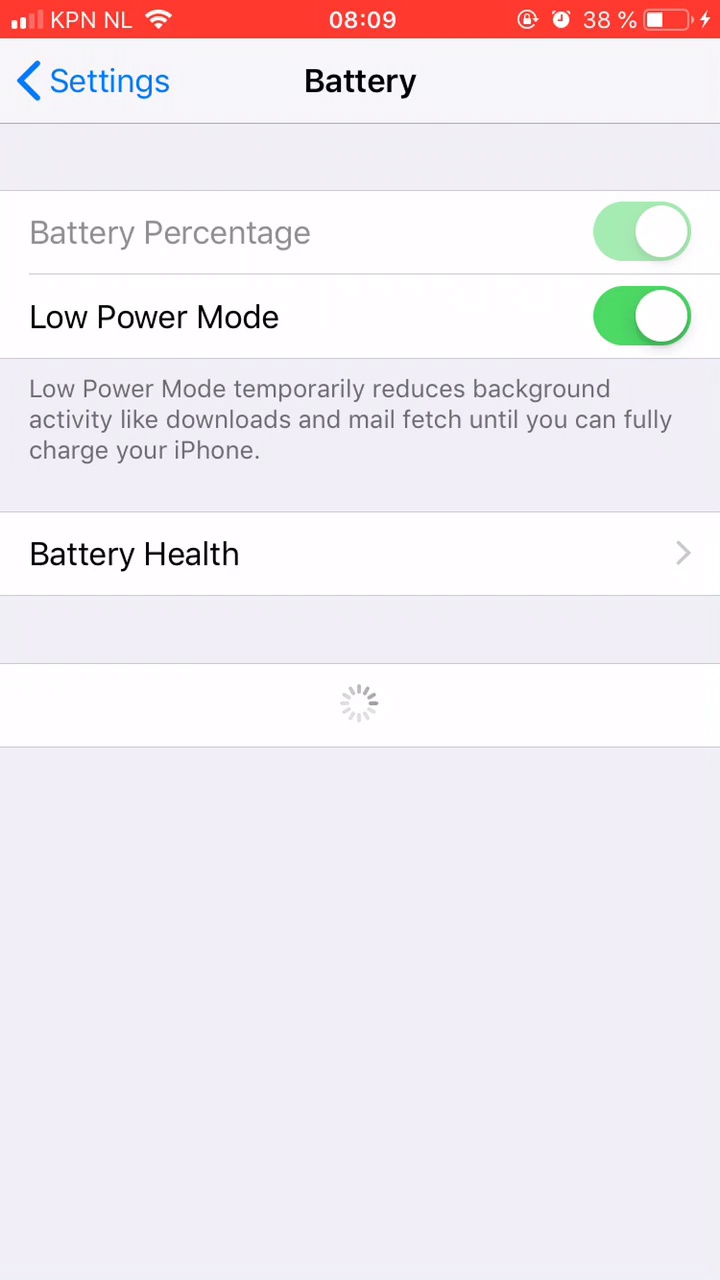 KPN NL 08:09 38 %
Settings Battery
Battery Percentage
Low Power Mode
Low Power Mode temporarily reduces background
activity like downloads and mail fetch until you can fully
charge your iPhone.
Battery Health